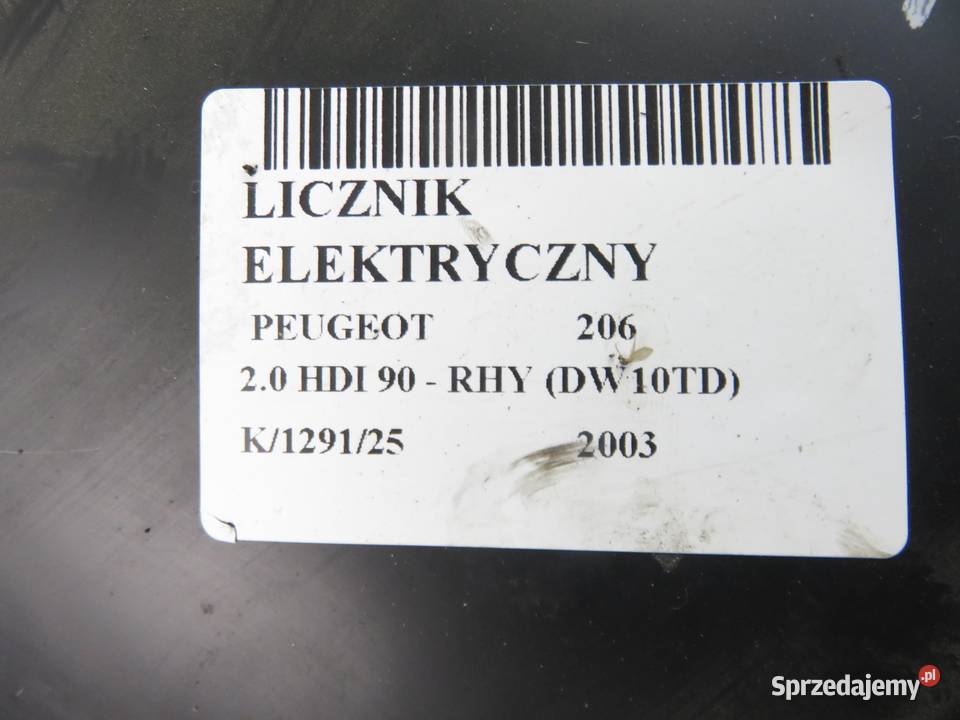 LICZNIK
ELEKTRYCZNY
PEUGEOT 206
2.0 HDI 90 - RHY (DW10TD)
K/1291/25 2003
Sprzedajemy.pl